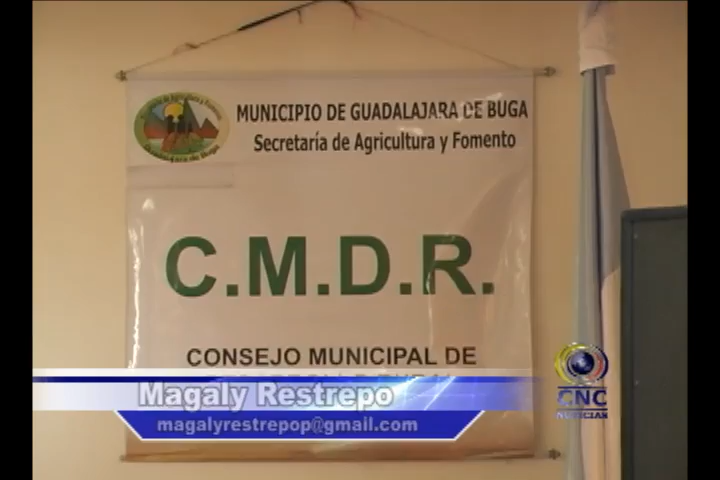 MUNICIPIO DE GUADALAJARA DE BUGA
Secretaría de Agricultura y Fomento
C.M.D.R.
CONSEJO MUNICIPAL DE
Magaly Restrepo
magalyrestrepop@gmail.com
CNC
NOTICIAS